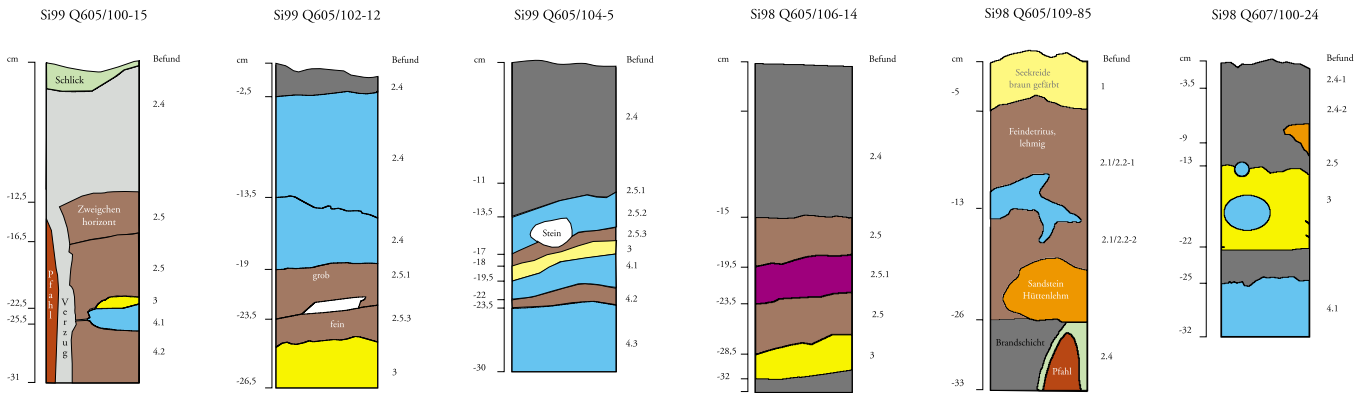 Si99 Q605/100-15
cm
Befund
Schlick
2.4
-12,5
Zweigchen
horizont
2.5
-16,5
Pfahl
Verzug
2.5
3
-22,5
-25,5
4.1
4.2
-31
Si99 Q605/102-12
cm
Befund
2.4
-2,5
2.4
-13,5
2.4
-19
grob
2.5.1
-23,5
fein
2.5.3
3
-26,5
Si99 Q605/104-5
cm
Befund
2.4
-11
2.5.1
-13,5
2.5.2
Stein
2.5.3
-17
3
-18
4.1
-19,5
-22
4.2
-23,5
4.3
-30
Si98 Q605/106-14
cm
Befund
2.4
-15
2.5
-19,5
2.5.1
-23,5
2.5
-28,5
3
-32
Si98 Q605/109-85
cm
Befund
Seekreide
braun gefärbt
1
-5
Feindetritus,
lehmig
2.1/2.2-1
-13
2.1/2.2-2
Sandstein
Hüttenlehm
-26
Brandschicht
2.4
Pfahl
-33
Si98 Q607/100-24
cm
Befund
2.4-1
-3,5
2.4-2
-9
-13
2.5
3
-22
-25
4.1
-32